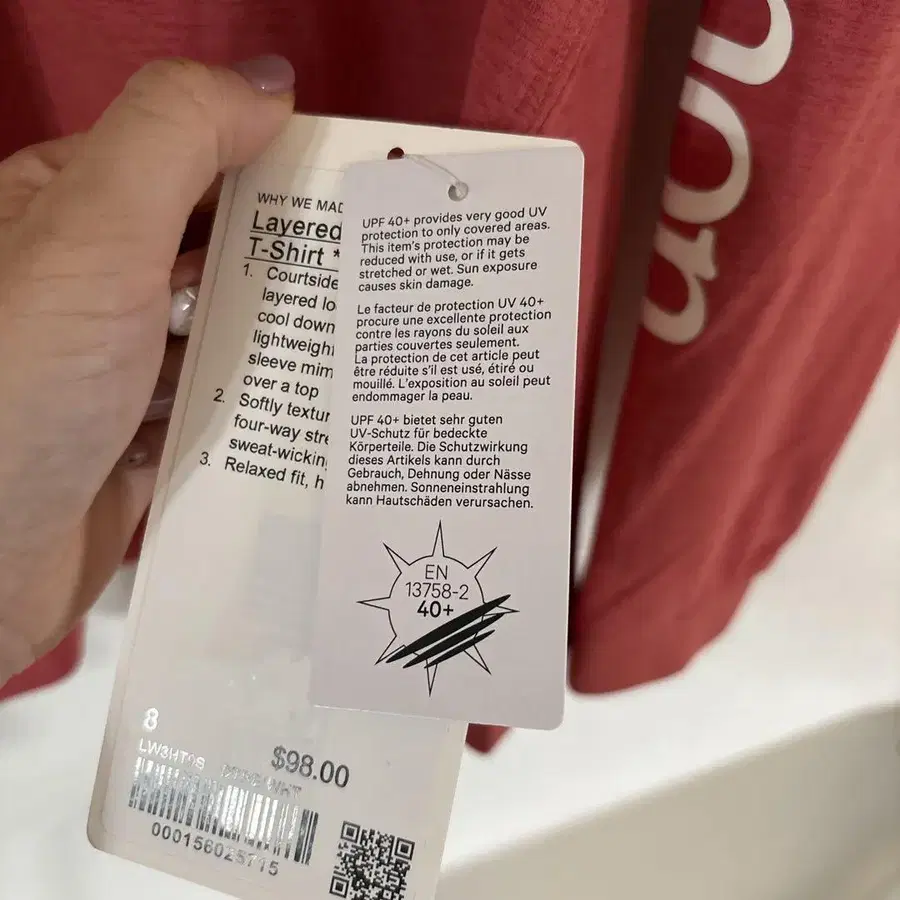 WHY WE MAD
Layered
T-Shirt *
1. Courtside
layered lo
cool down
lightweight
sleeve mim
over a top
2. Softly textur
four-way stre
sweat-wickin
3. Relaxed fit, h
8
$98.00
000156025715
UPF 40+ provides very good UV
protection to only covered areas.
This item's protection may be
reduced with use, or if it gets
stretched or wet. Sun exposure
causes skin damage.
Le facteur de protection UV 40+
procure une excellente protection
contre les rayons du soleil aux
parties couvertes seulement.
La protection de cet article peut
être réduite s'il est usé, étiré ou
mouillé. L'exposition au soleil peut
endommager la peau.
UPF 40+ bietet sehr guten
UV-Schutz für bedeckte
Körperteile. Die Schutzwirkung
dieses Artikels kann durch
Gebrauch, Dehnung oder Nässe
abnehmen. Sonneneinstrahlung
kann Hautschäden verursachen.
EN
13758-2
40+